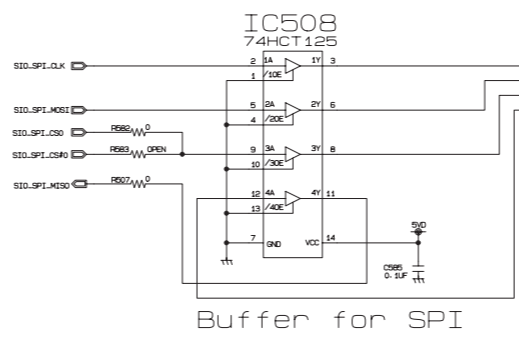 IC508
74HCT125
SIO_SPI_CLK 2 1A 1Y 3
1 /1OE
SIO_SPI_MOSI 5 2A 2Y 6
4 /2OE
SIO_SPI_CS0 R582 0
SIO_SPI_CS#0 R583 OPEN 9 3A 3Y 8
10 /3OE
SIO_SPI_MISO R507 0 12 4A 4Y 11
13 /4OE
5VD
7 GND VCC 14
C585
0.1UF
Buffer for SPI